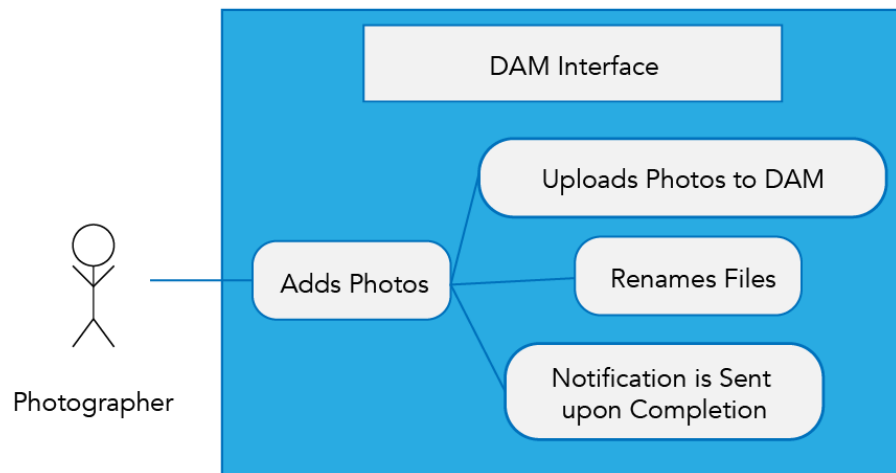 DAM Interface
Uploads Photos to DAM
Adds Photos
Renames Files
Notification is Sent
upon Completion
Photographer